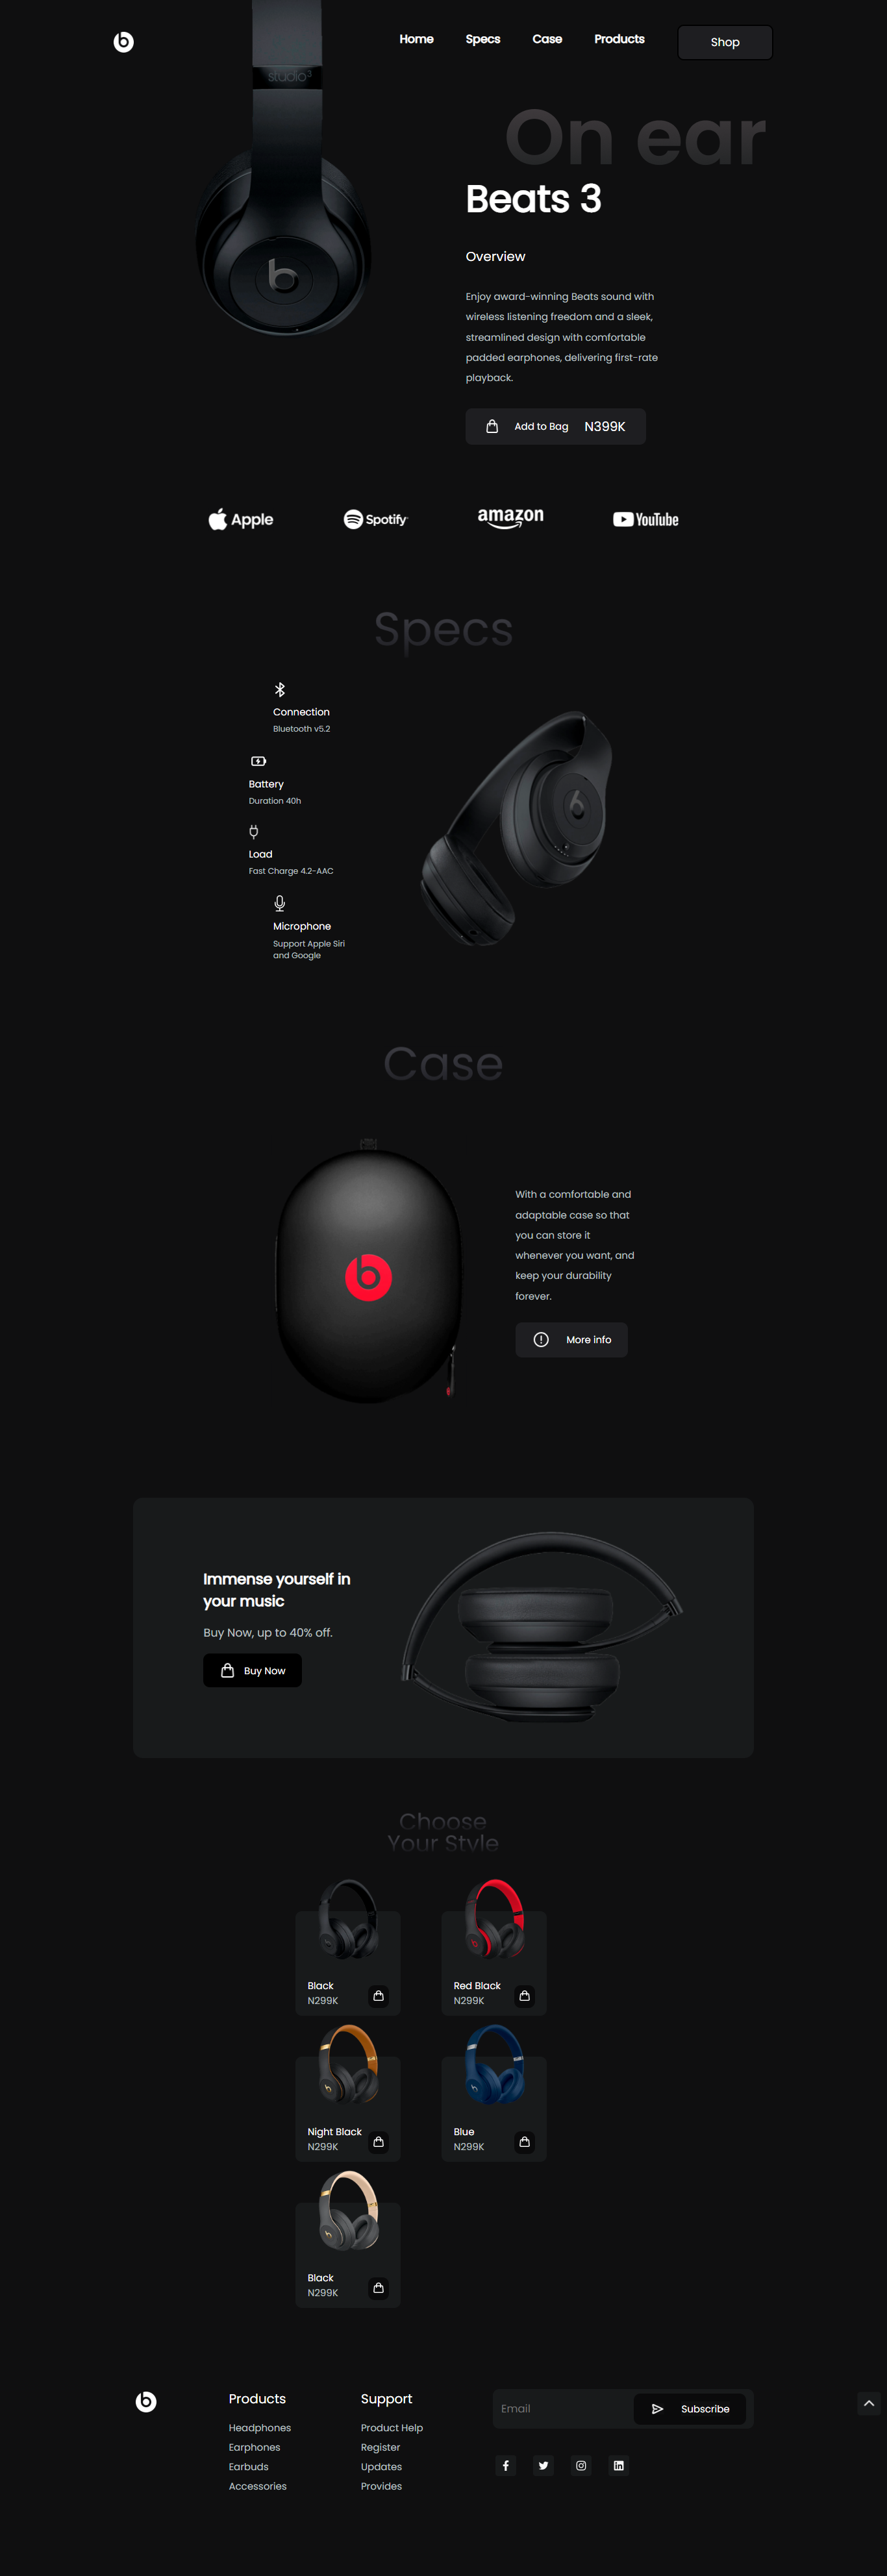 Home Specs Case Products Shop
studio3
On ear
Beats 3
Overview
Enjoy award-winning Beats sound with
wireless listening freedom and a sleek,
streamlined design with comfortable
padded earphones, delivering first-rate
playback.
Add to Bag N399K
Apple Spotify amazon YouTube
Specs
Connection
Bluetooth v5.2
Battery
Duration 40h
Load
Fast Charge 4.2-AAC
Microphone
Support Apple Siri
and Google
Case
With a comfortable and
adaptable case so that
you can store it
whenever you want, and
keep your durability
forever.
More info
Immense yourself in
your music
Buy Now, up to 40% off.
Buy Now
Choose
Your Style
Black
N299K
Red Black
N299K
Night Black
N299K
Blue
N299K
Black
N299K
Products
Headphones
Earphones
Earbuds
Accessories
Support
Product Help
Register
Updates
Provides
Email Subscribe